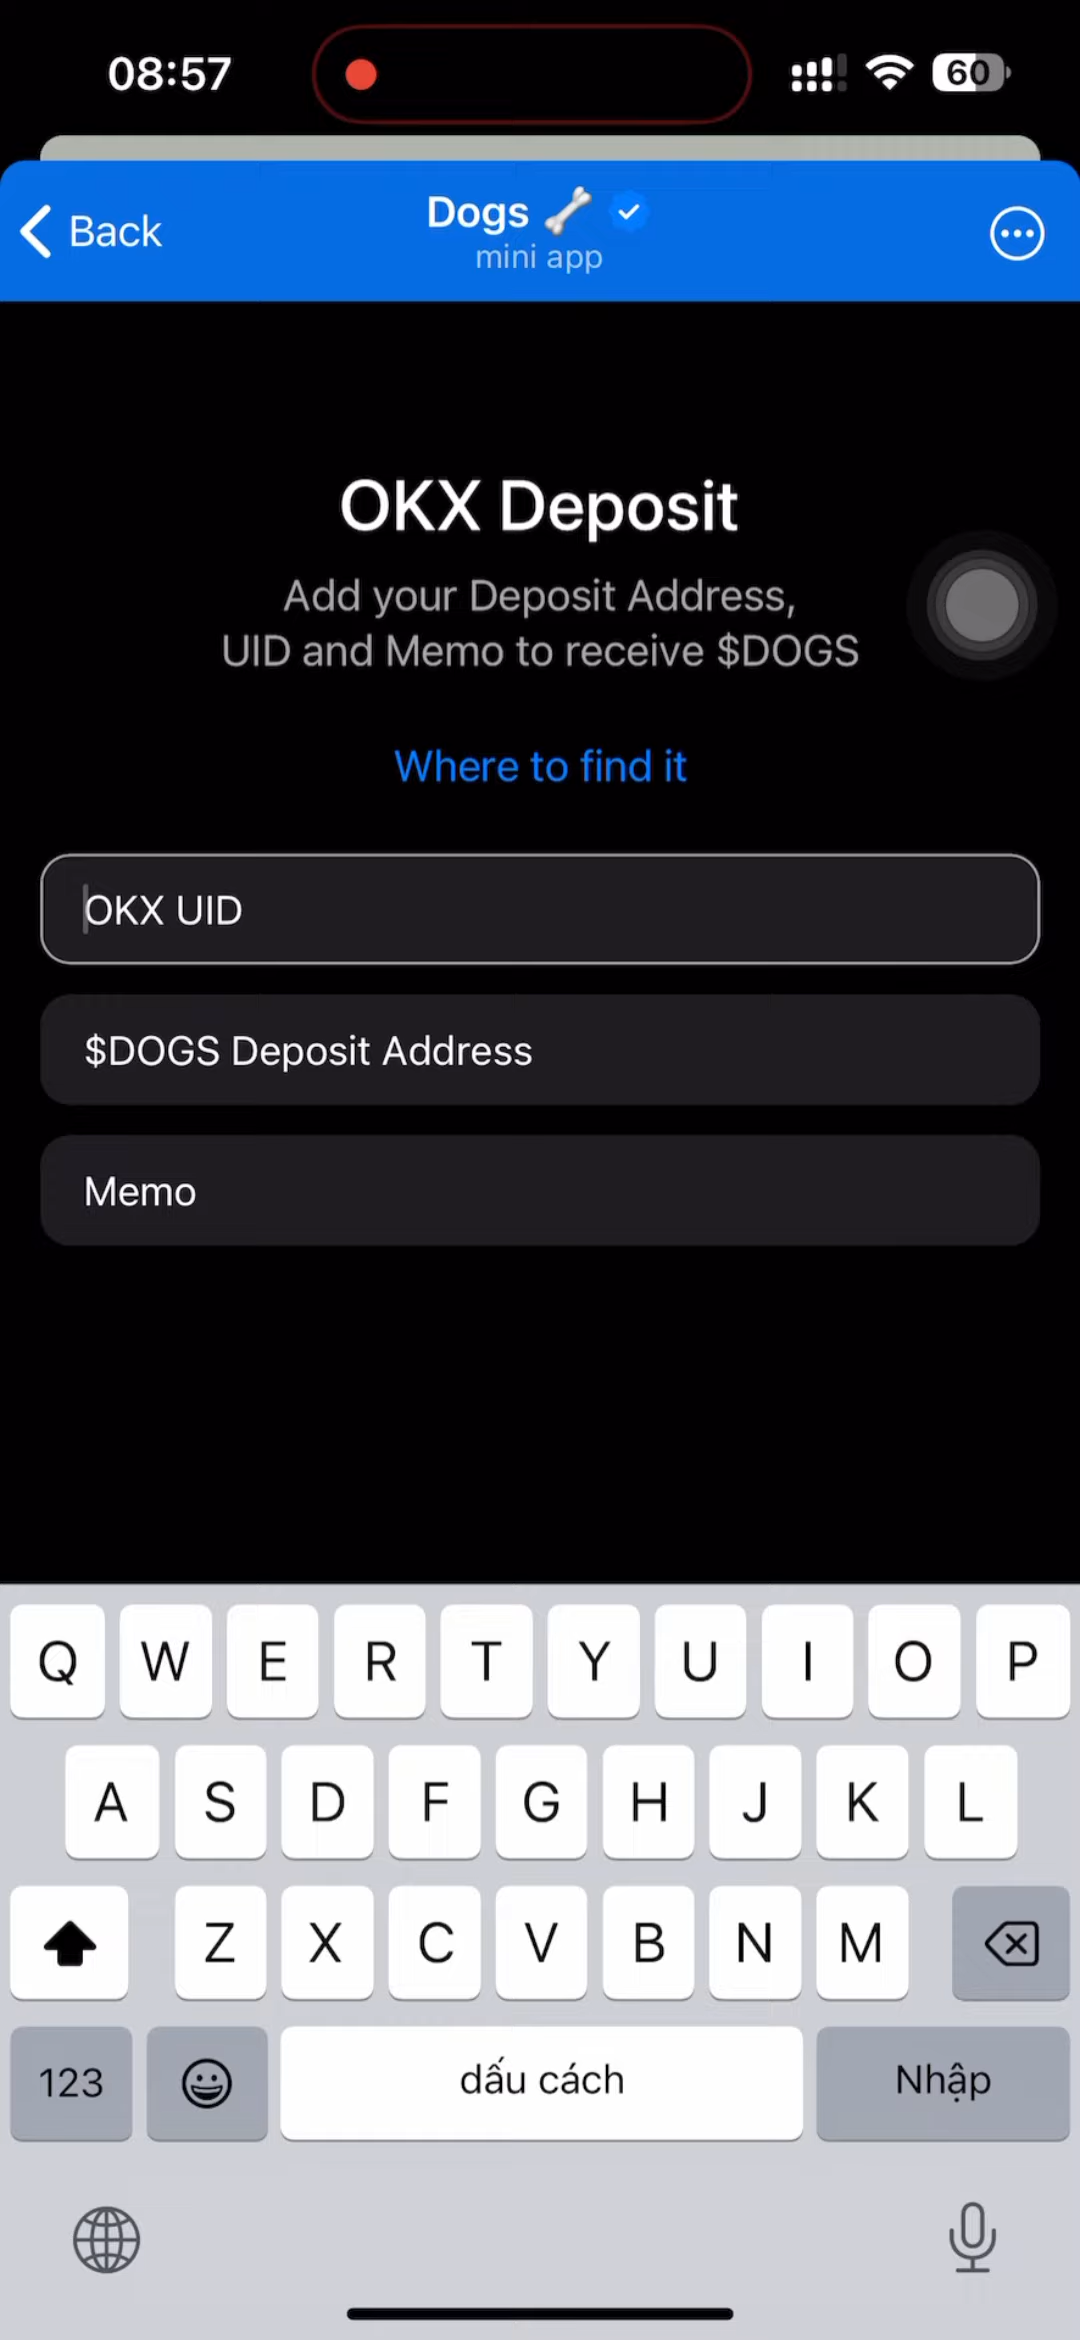 08:57
60
Back
Dogs
mini app
OKX Deposit
Add your Deposit Address,
UID and Memo to receive $DOGS
Where to find it
OKX UID
$DOGS Deposit Address
Memo
Q W E R T Y U I O P
A S D F G H J K L
Z X C V B N M
123 dấu cách Nhập